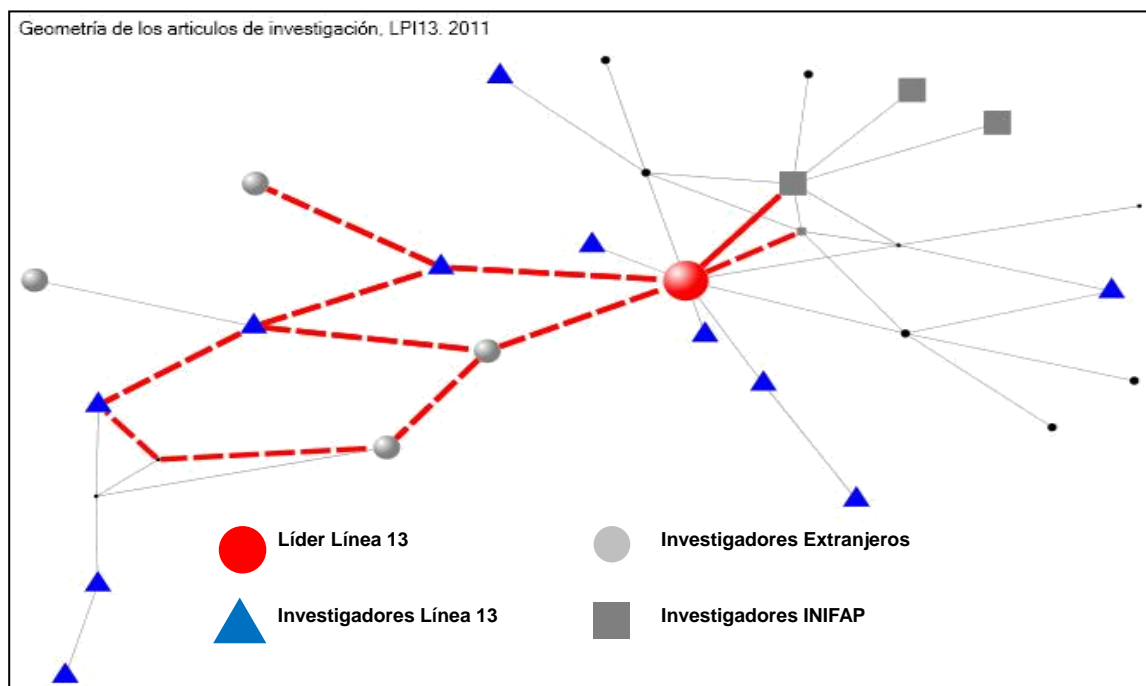 Geometría de los articulos de investigación, LPI13. 2011
Líder Línea 13
Investigadores Extranjeros
Investigadores Línea 13
Investigadores INIFAP